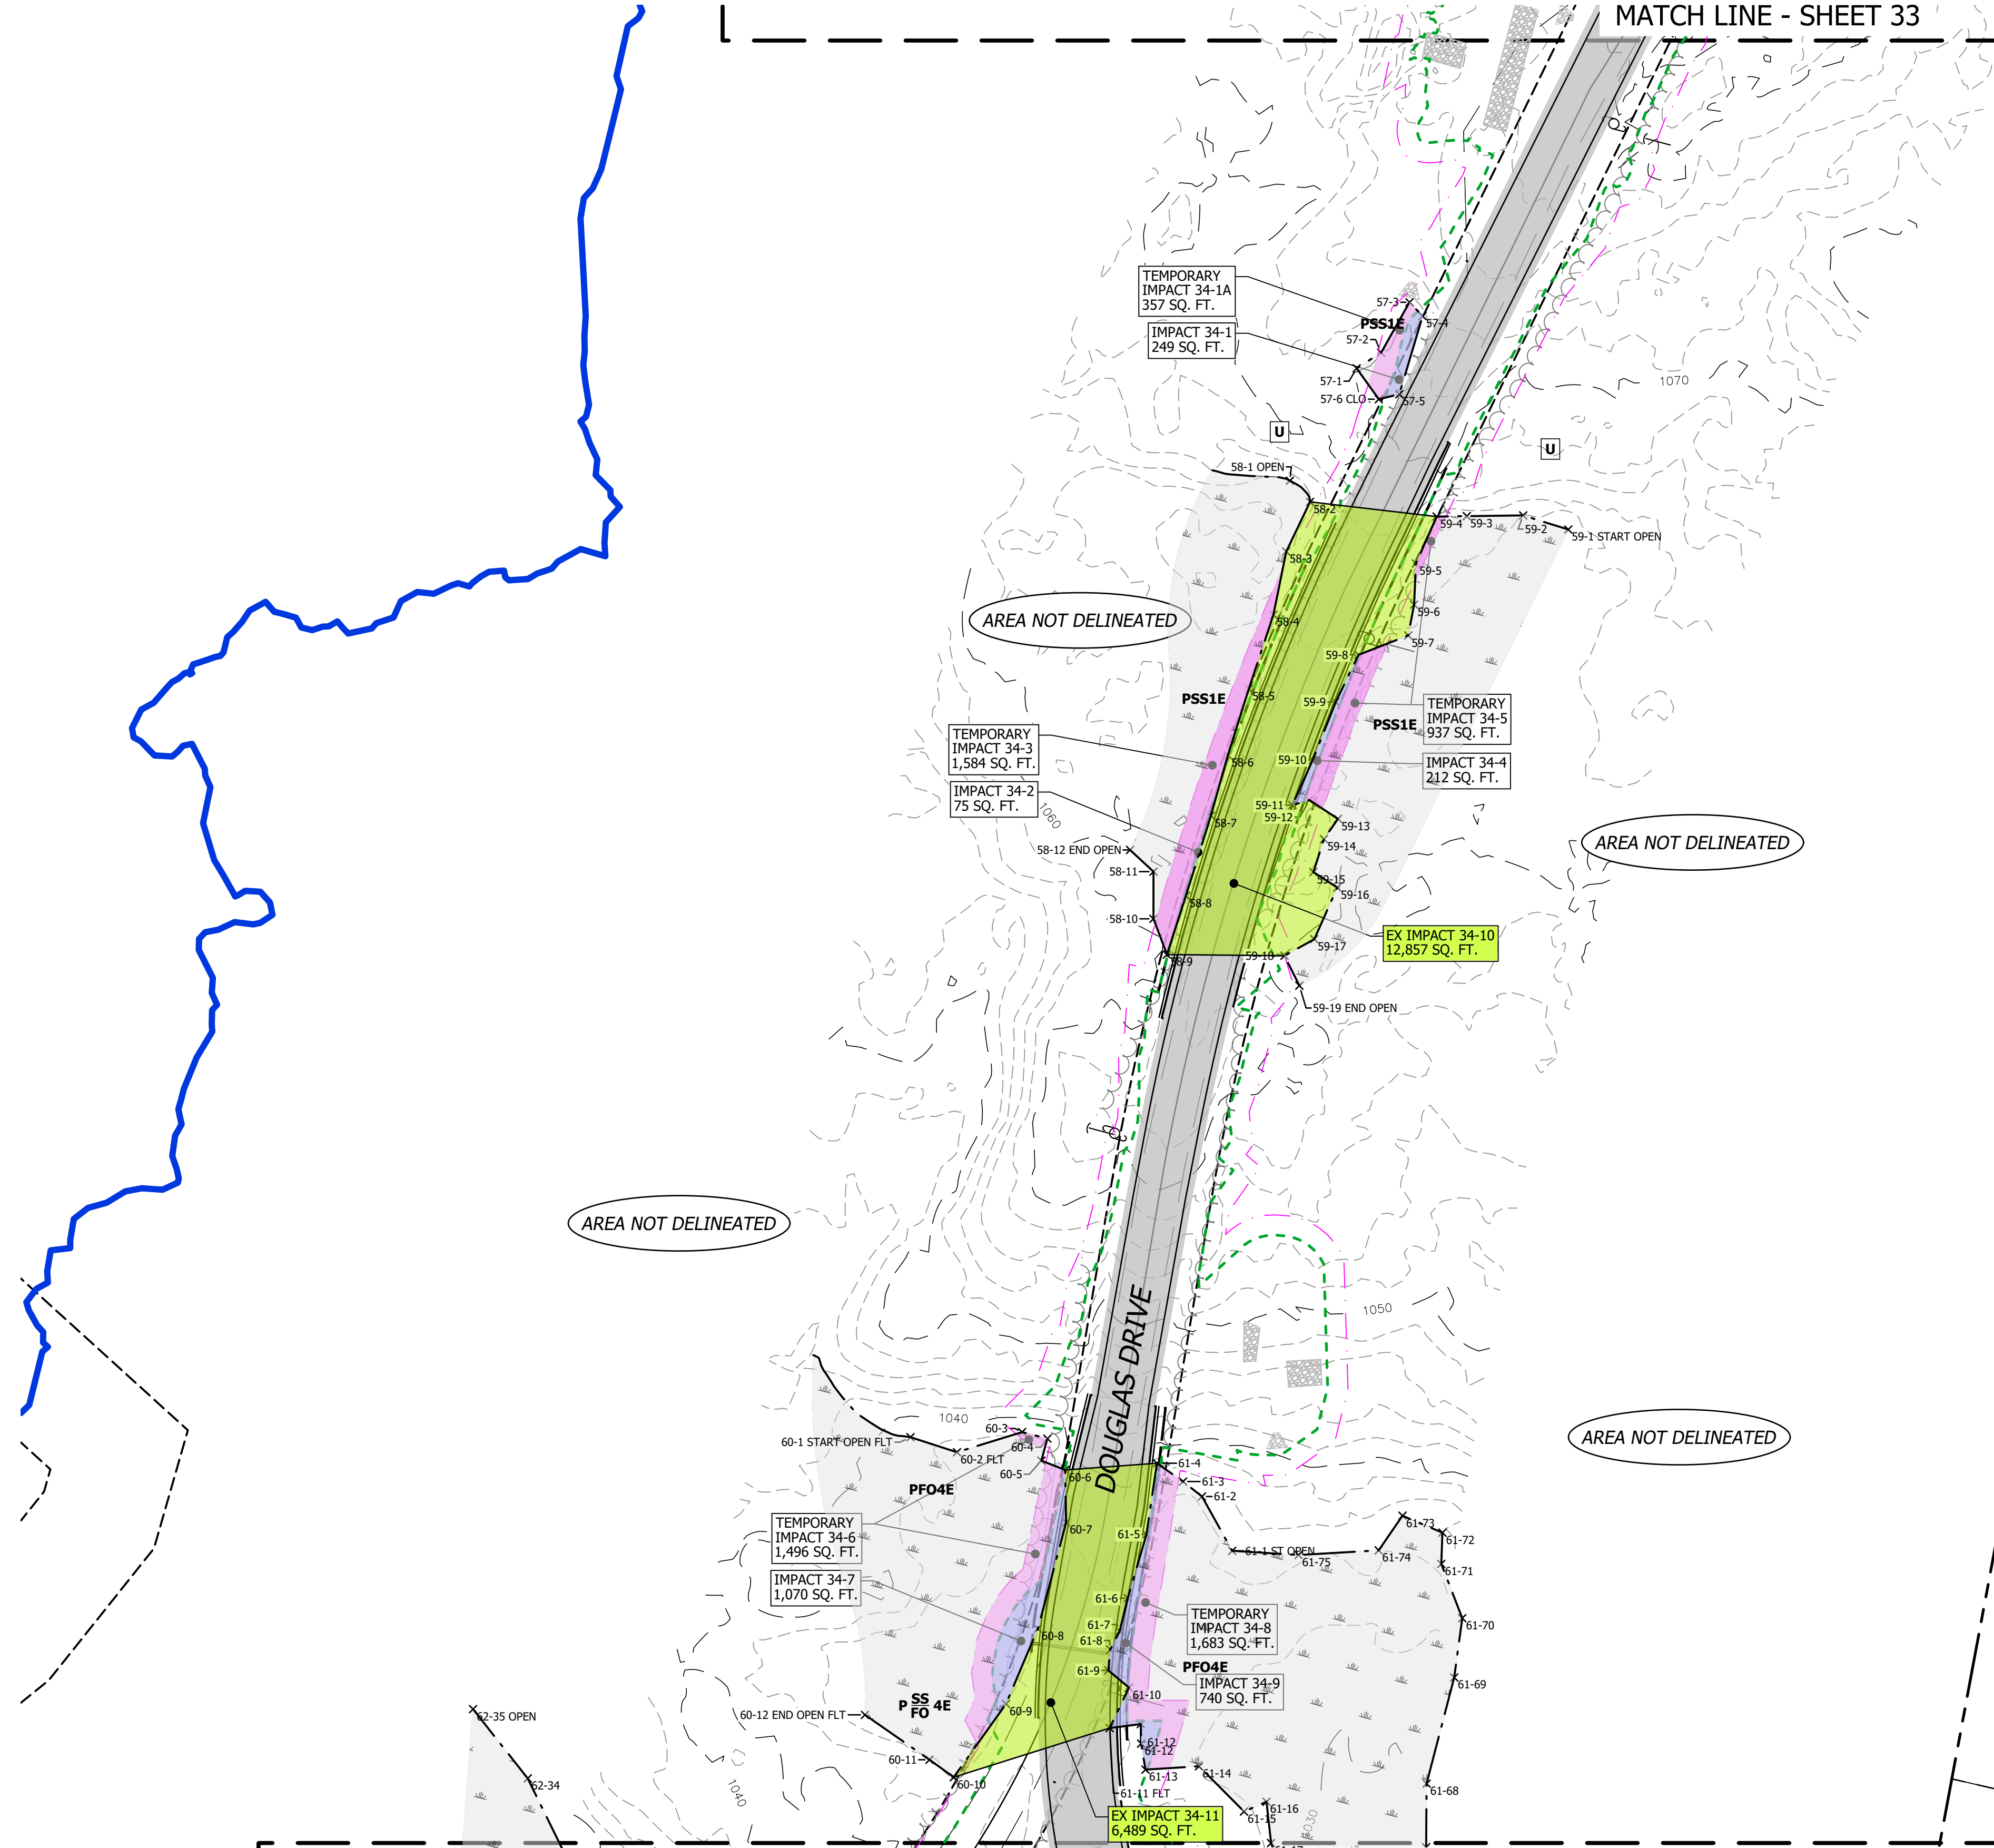 MATCH LINE - SHEET 33
TEMPORARY
IMPACT 34-1A
357 SQ. FT.
IMPACT 34-1
249 SQ. FT.
57-3
PSS1E
57-4
57-2
57-1
57-6 CLO
57-5
1070
U
U
58-1 OPEN
58-2
59-4
59-3
59-2
59-1 START OPEN
58-3
59-5
AREA NOT DELINEATED
59-6
58-4
59-7
59-8
PSS1E
58-5
59-9
TEMPORARY
IMPACT 34-5
937 SQ. FT.
PSS1E
TEMPORARY
IMPACT 34-3
1,584 SQ. FT.
58-6
59-10
IMPACT 34-4
212 SQ. FT.
IMPACT 34-2
75 SQ. FT.
1060
59-11
59-12
58-7
59-13
59-14
AREA NOT DELINEATED
58-12 END OPEN
58-11
59-15
59-16
58-8
58-10
EX IMPACT 34-10
12,857 SQ. FT.
59-17
58-9
59-18
59-19 END OPEN
AREA NOT DELINEATED
1050
DOUGLAS DRIVE
1040
60-3
60-1 START OPEN FLT
60-4
60-2 FLT
60-5
60-6
61-4
61-3
61-2
AREA NOT DELINEATED
PFO4E
TEMPORARY
IMPACT 34-6
1,496 SQ. FT.
60-7
61-5
61-1 ST OPEN
61-75
61-74
61-73
61-72
61-71
IMPACT 34-7
1,070 SQ. FT.
61-6
61-7
61-8
60-8
TEMPORARY
IMPACT 34-8
1,683 SQ. FT.
61-70
61-9
PFO4E
IMPACT 34-9
740 SQ. FT.
61-69
61-10
P SS 4E
FO
60-9
60-12 END OPEN FLT
62-35 OPEN
61-12
61-12
60-11
60-10
61-13
61-14
62-34
61-68
1040
61-11 FLT
EX IMPACT 34-11
6,489 SQ. FT.
61-16
61-15
1030